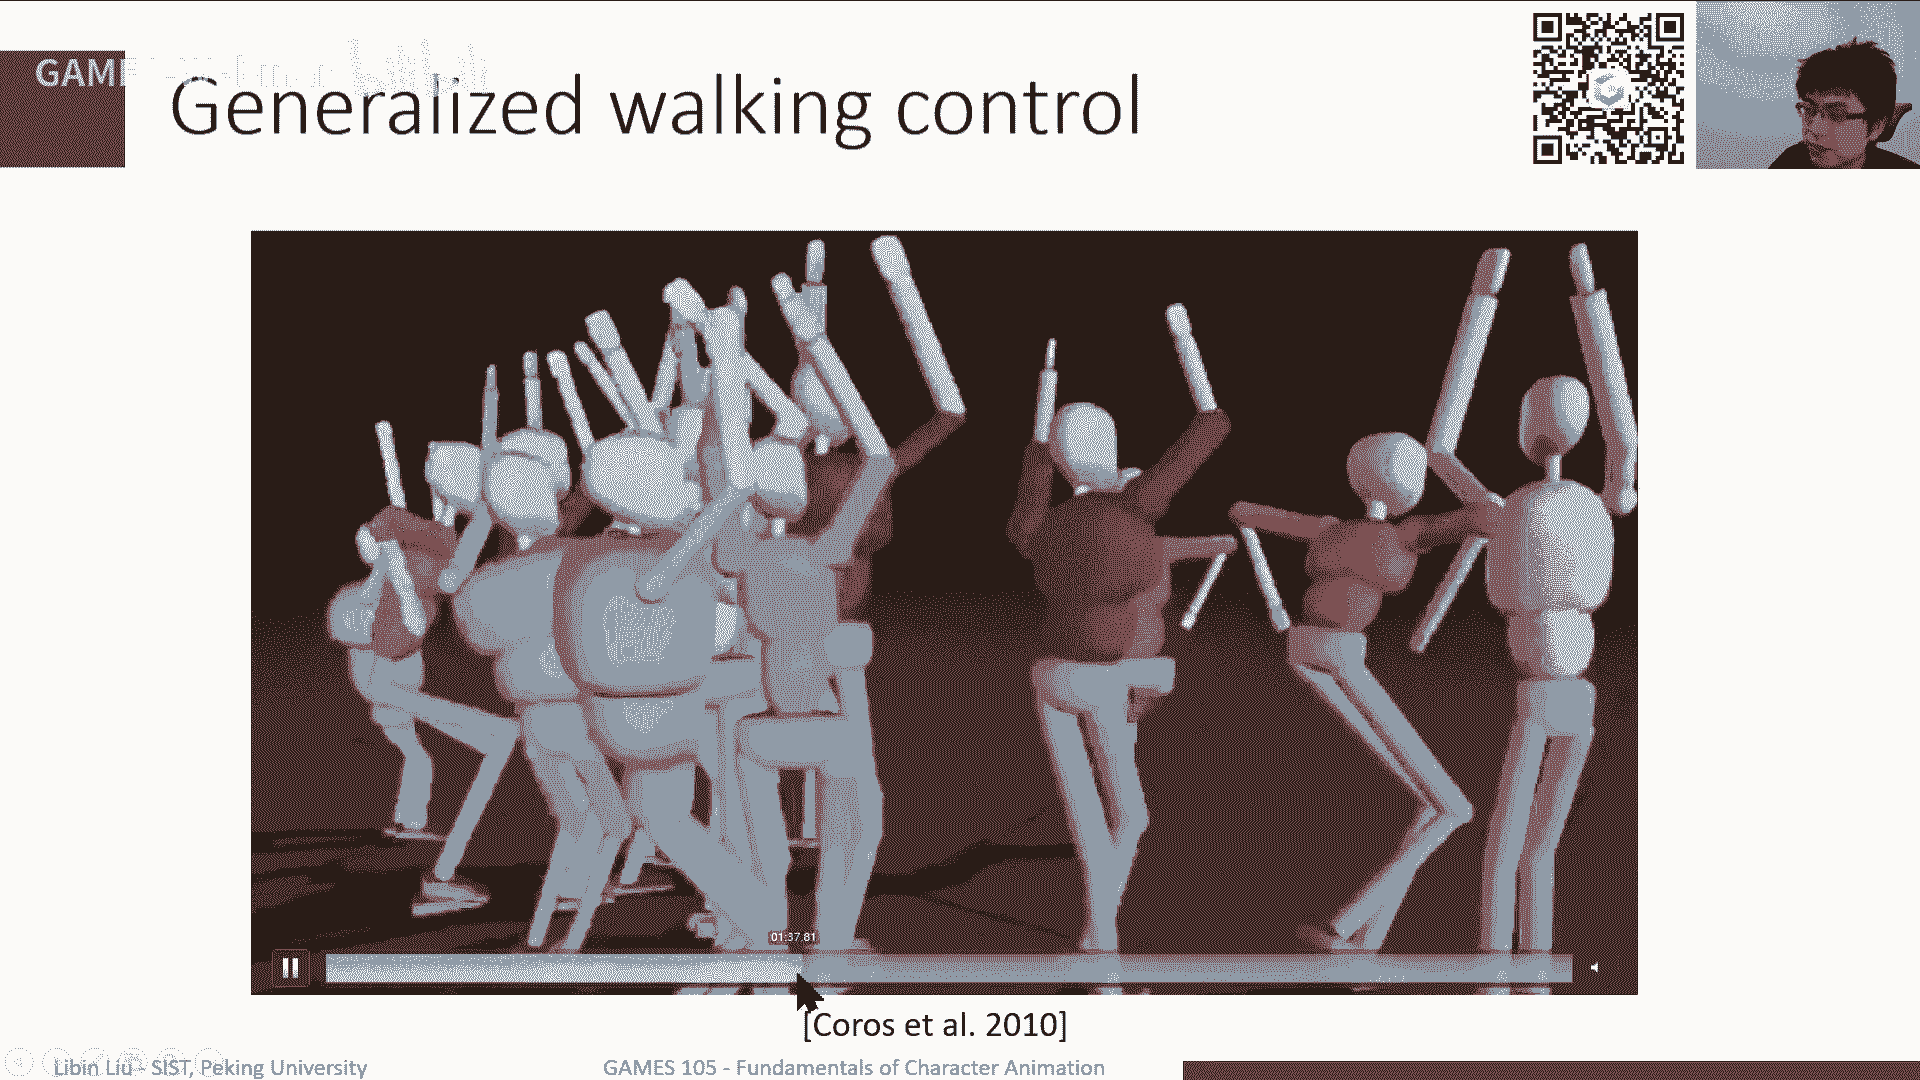 GAME
Generalized walking control
01:37.81
[Coros et al. 2010]
Libin Liu - SIST, Peking University
GAMES 105 - Fundamentals of Character Animation